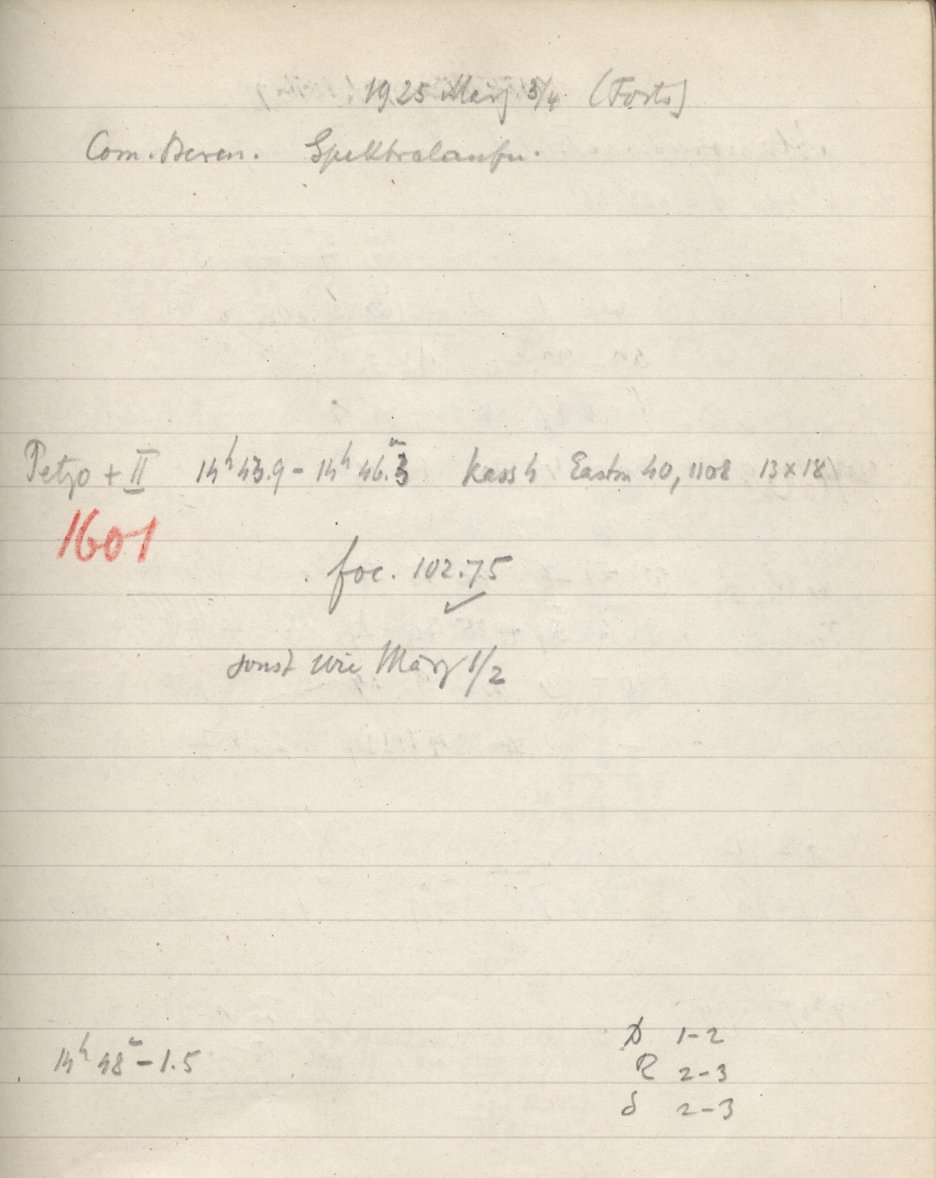 1925 März 3/4 (Forts)
Com. Beren. Spektralaufn.
Petzo + II 14h 43.9 - 14h 46.m3 Kass 4 Eastm 40, 1108 13 x 18
1601
foc. 102.75
✓
sonst wie März 1/2
14h 48m - 1.5
D 1-2
R 2-3
S 2-3